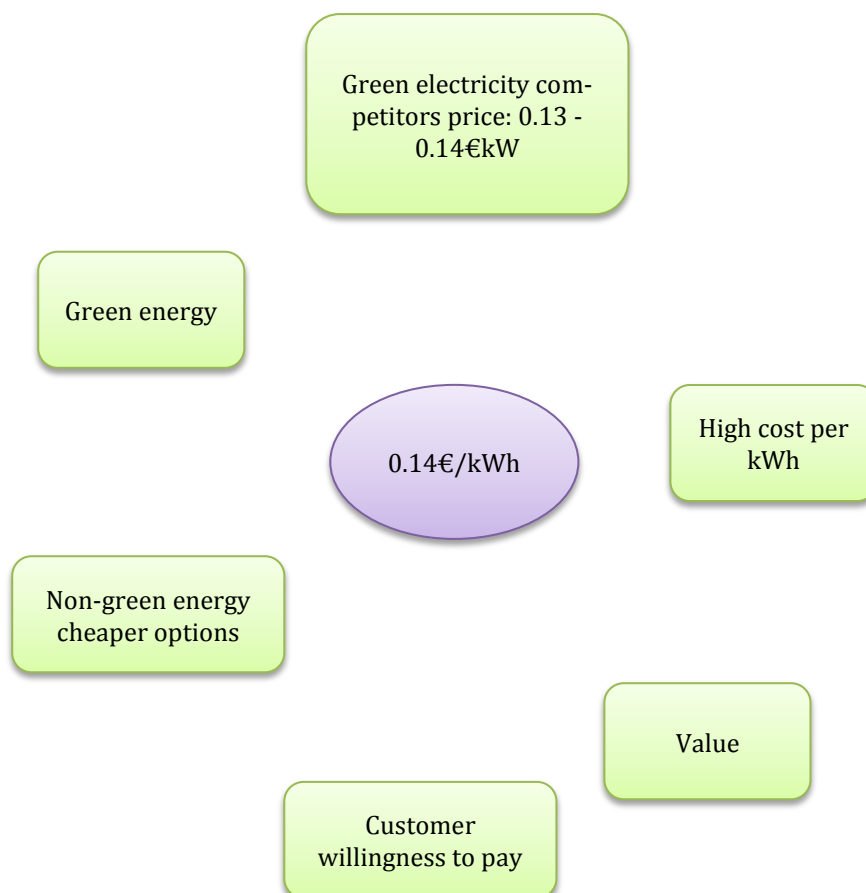 Green electricity com-
petitors price: 0.13 -
0.14€kW
Green energy
High cost per
kWh
0.14€/kWh
Non-green energy
cheaper options
Value
Customer
willingness to pay